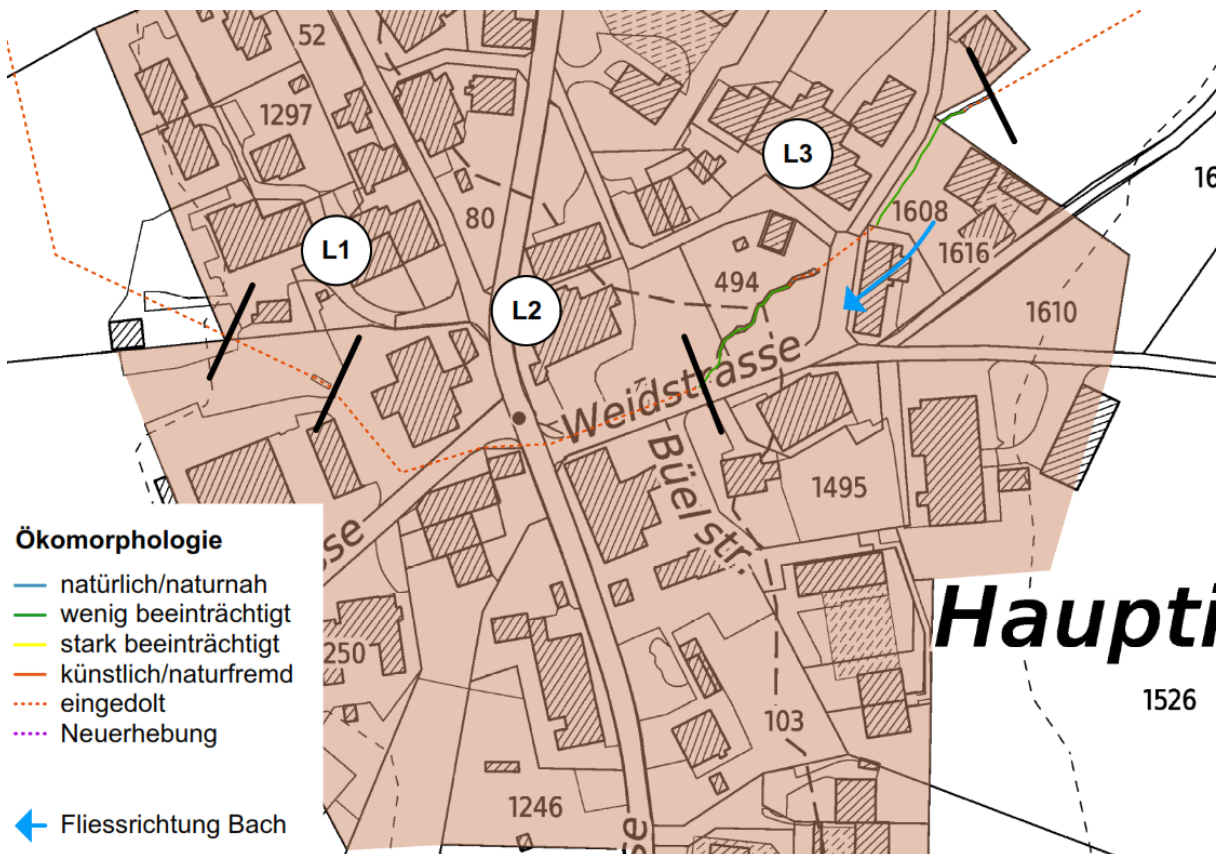 52
1297
L3
16
80
1608
L1
1616
494
L2
1610
Weidstrasse
Büelstr.
1495
Ökomorphologie
natürlich/naturnah
wenig beeinträchtigt
stark beeinträchtigt
künstlich/naturfremd
eingedolt
Neuerhebung
Fliessrichtung Bach
sse
Haupti
250
1526
103
1246
se